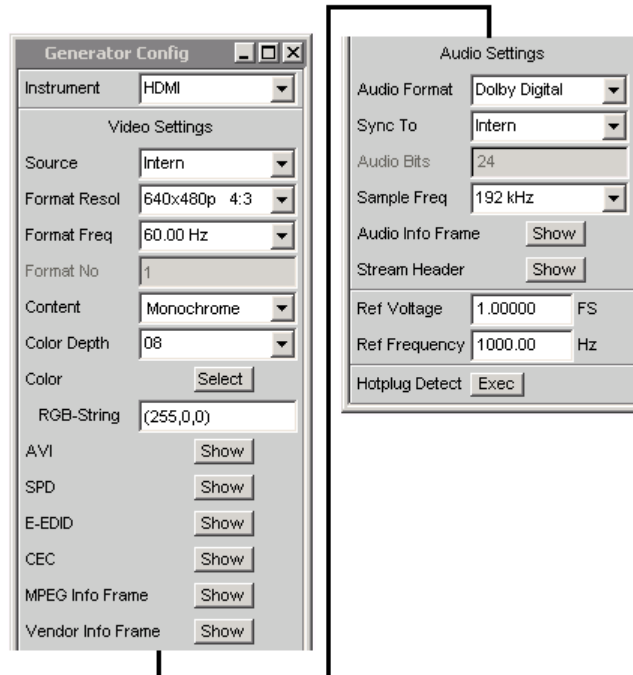 Generator Config
Instrument HDMI
Video Settings
Source Intern
Format Resol 640x480p 4:3
Format Freq 60.00 Hz
Format No 1
Content Monochrome
Color Depth 08
Color Select
RGB-String (255,0,0)
AVI Show
SPD Show
E-EDID Show
CEC Show
MPEG Info Frame Show
Vendor Info Frame Show
Audio Settings
Audio Format Dolby Digital
Sync To Intern
Audio Bits 24
Sample Freq 192 kHz
Audio Info Frame Show
Stream Header Show
Ref Voltage 1.00000 FS
Ref Frequency 1000.00 Hz
Hotplug Detect Exec